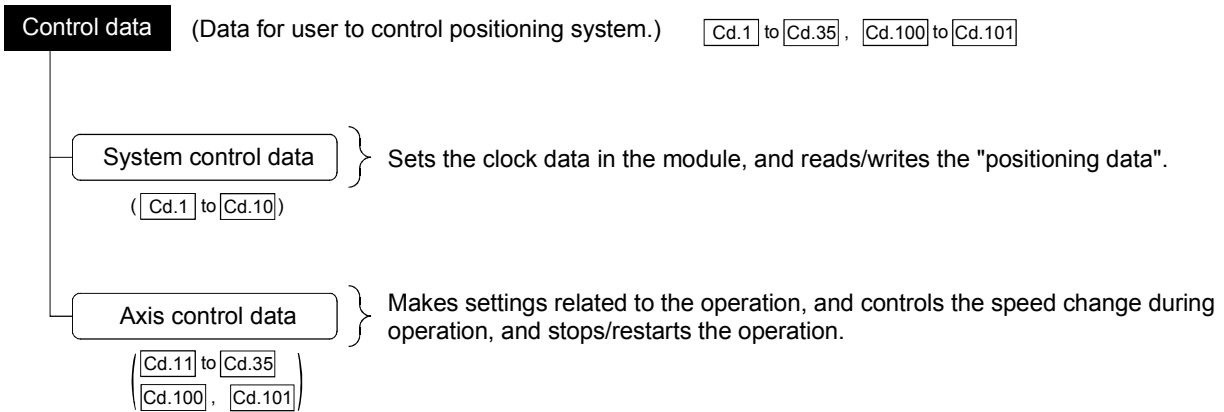 Control data (Data for user to control positioning system.) Cd.1 to Cd.35 , Cd.100 to Cd.101
System control data Sets the clock data in the module, and reads/writes the "positioning data".
( Cd.1 to Cd.10 )
Axis control data Makes settings related to the operation, and controls the speed change during
operation, and stops/restarts the operation.
( Cd.11 to Cd.35
Cd.100 , Cd.101 )